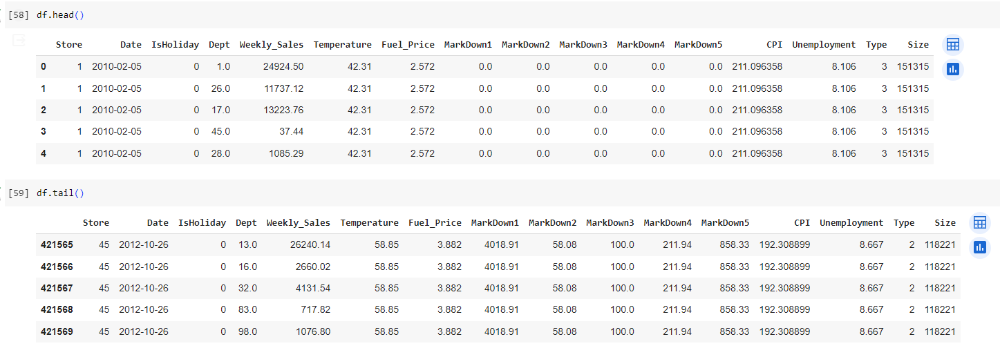 [58] df.head()
Store Date IsHoliday Dept Weekly_Sales Temperature Fuel_Price MarkDown1 MarkDown2 MarkDown3 MarkDown4 MarkDown5 CPI Unemployment Type Size
0 1 2010-02-05 0 1.0 24924.50 42.31 2.572 0.0 0.0 0.0 0.0 0.0 211.096358 8.106 3 151315
1 1 2010-02-05 0 26.0 11737.12 42.31 2.572 0.0 0.0 0.0 0.0 0.0 211.096358 8.106 3 151315
2 1 2010-02-05 0 17.0 13223.76 42.31 2.572 0.0 0.0 0.0 0.0 0.0 211.096358 8.106 3 151315
3 1 2010-02-05 0 45.0 37.44 42.31 2.572 0.0 0.0 0.0 0.0 0.0 211.096358 8.106 3 151315
4 1 2010-02-05 0 28.0 1085.29 42.31 2.572 0.0 0.0 0.0 0.0 0.0 211.096358 8.106 3 151315
[59] df.tail()
Store Date IsHoliday Dept Weekly_Sales Temperature Fuel_Price MarkDown1 MarkDown2 MarkDown3 MarkDown4 MarkDown5 CPI Unemployment Type Size
421565 45 2012-10-26 0 13.0 26240.14 58.85 3.882 4018.91 58.08 100.0 211.94 858.33 192.308899 8.667 2 118221
421566 45 2012-10-26 0 16.0 2660.02 58.85 3.882 4018.91 58.08 100.0 211.94 858.33 192.308899 8.667 2 118221
421567 45 2012-10-26 0 32.0 4131.54 58.85 3.882 4018.91 58.08 100.0 211.94 858.33 192.308899 8.667 2 118221
421568 45 2012-10-26 0 83.0 717.82 58.85 3.882 4018.91 58.08 100.0 211.94 858.33 192.308899 8.667 2 118221
421569 45 2012-10-26 0 98.0 1076.80 58.85 3.882 4018.91 58.08 100.0 211.94 858.33 192.308899 8.667 2 118221